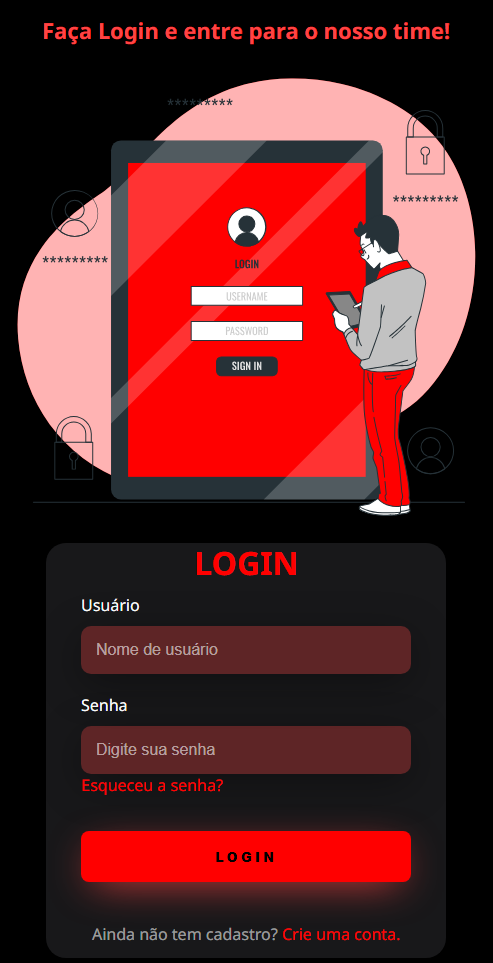 Faça Login e entre para o nosso time!
*********
*********
*********
LOGIN
USERNAME
PASSWORD
SIGN IN
LOGIN
Usuário
Nome de usuário
Senha
Digite sua senha
Esqueceu a senha?
LOGIN
Ainda não tem cadastro? Crie uma conta.